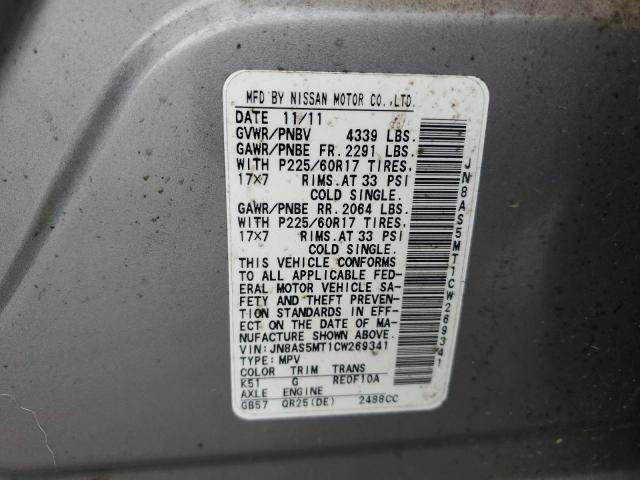 MFD BY NISSAN MOTOR CO.,LTD.
DATE 11/11
GVWR/PNBV 4339 LBS.
GAWR/PNBE FR. 2291 LBS.
WITH P225/60R17 TIRES,
17×7 RIMS.AT 33 PSI
COLD SINGLE.
GAWR/PNBE RR. 2064 LBS.
WITH P225/60R17 TIRES,
17×7 RIMS.AT 33 PSI
COLD SINGLE.
THIS VEHICLE CONFORMS
TO ALL APPLICABLE FED-
ERAL MOTOR VEHICLE SA-
FETY AND THEFT PREVEN-
TION STANDARDS IN EFF-
ECT ON THE DATE OF MA-
NUFACTURE SHOWN ABOVE.
VIN:JN8AS5MT1CW269341
TYPE:MPV
COLOR TRIM TRANS
K51 G RE0F10A
AXLE ENGINE
GB57 QR25(DE) 2488CC
JN8AS5MT1CW269341